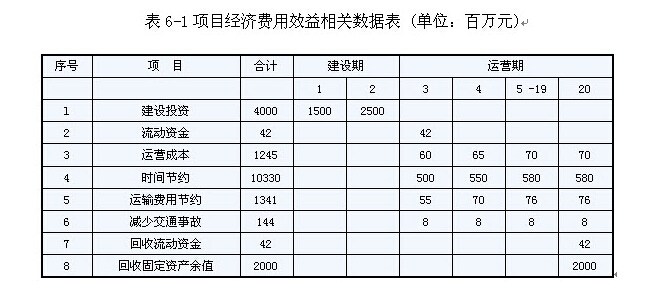 表 6-1 项目经济费用效益相关数据表 (单位：百万元)
序号 项 目 合计 建设期 运营期
1 2 3 4 5 -19 20
1 建设投资 4000 1500 2500
2 流动资金 42 42
3 运营成本 1245 60 65 70 70
4 时间节约 10330 500 550 580 580
5 运输费用节约 1341 55 70 76 76
6 减少交通事故 144 8 8 8 8
7 回收流动资金 42 42
8 回收固定资产余值 2000 2000